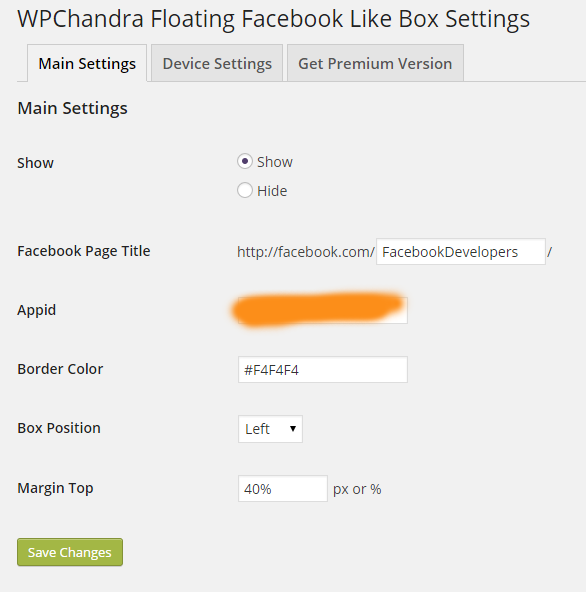 WPChandra Floating Facebook Like Box Settings
Main Settings Device Settings Get Premium Version
Main Settings
Show Show
Hide
Facebook Page Title http://facebook.com/ FacebookDevelopers /
Appid
Border Color #F4F4F4
Box Position Left
Margin Top 40% px or %
Save Changes